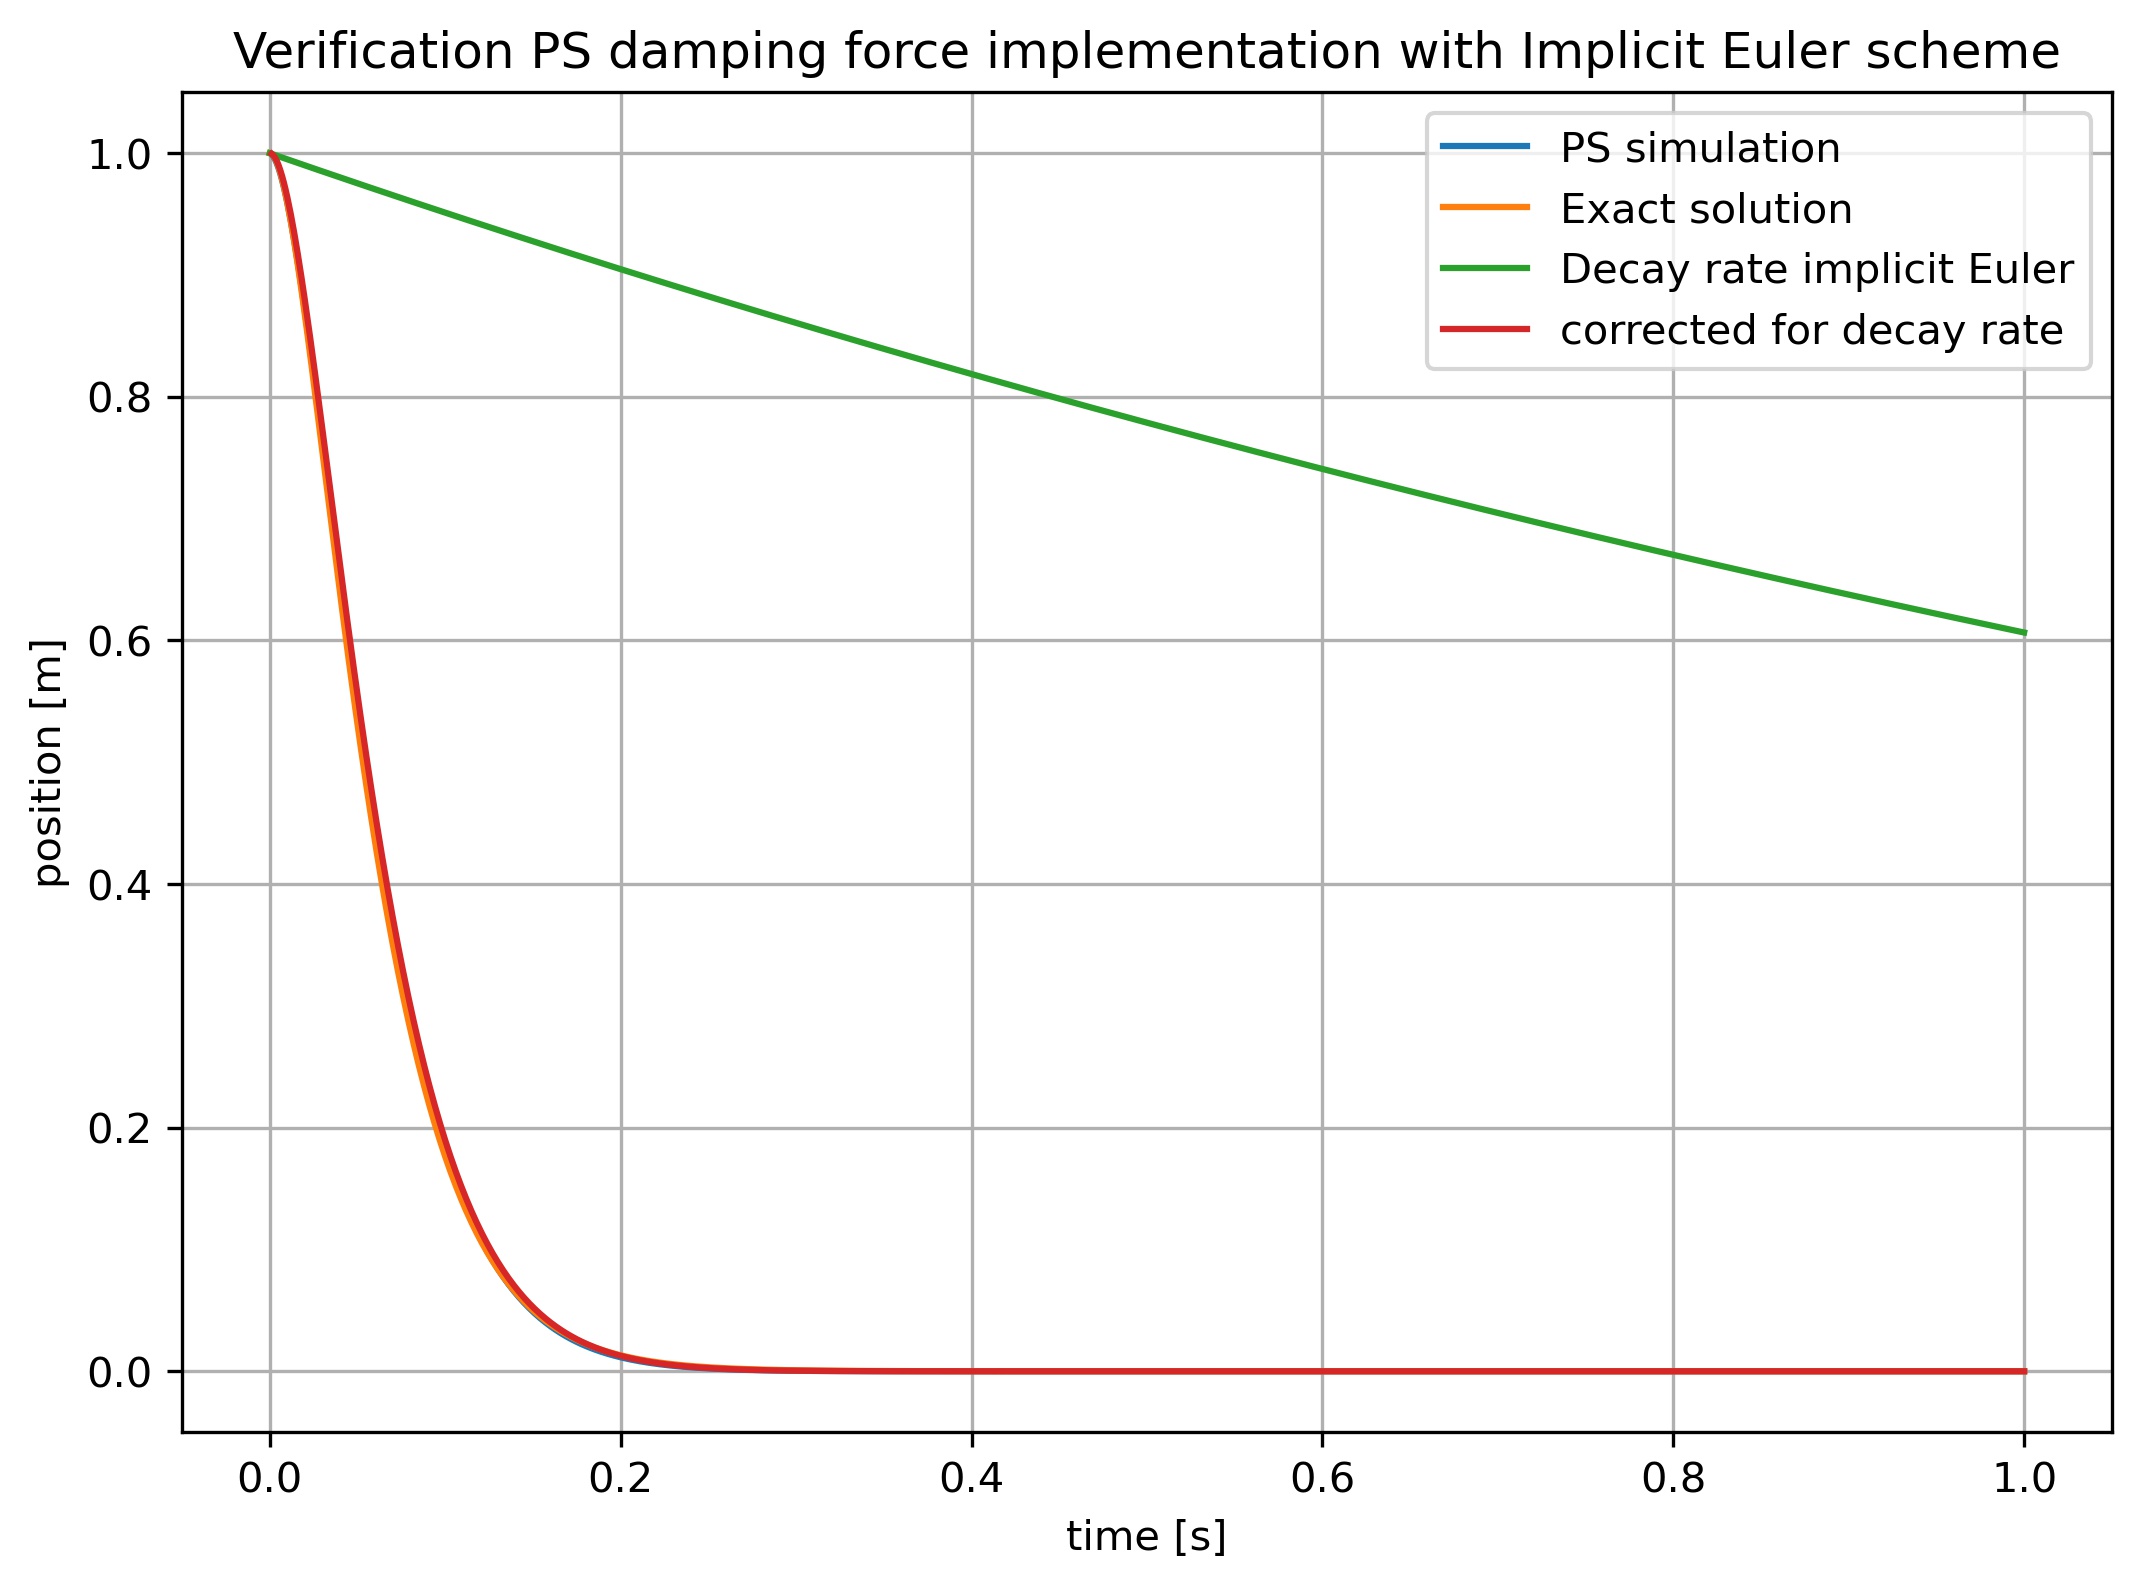 Verification PS damping force implementation with Implicit Euler scheme
PS simulation
Exact solution
Decay rate implicit Euler
corrected for decay rate
position [m]
1.0
0.8
0.6
0.4
0.2
0.0
0.0 0.2 0.4 0.6 0.8 1.0
time [s]